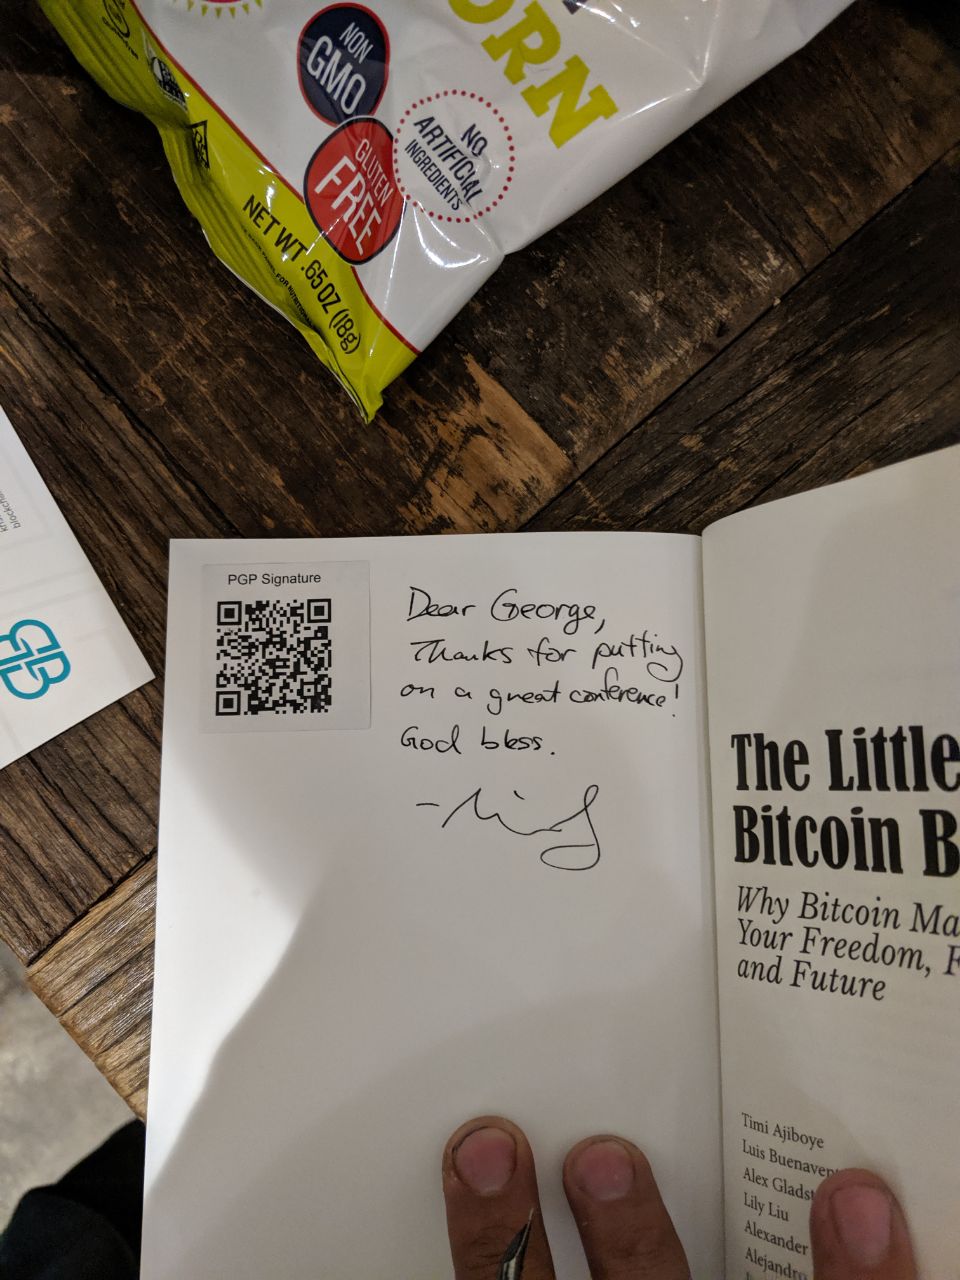 ORN
NON
GMO
NO
ARTIFICIAL
INGREDIENTS
GLUTEN
FREE
NET WT .65 OZ (18g)
PGP Signature
Dear George,
Thanks for putting
on a great conference!
God bless.
The Little
Bitcoin B
Why Bitcoin Ma
Your Freedom, F
and Future
Timi Ajiboye
Luis Buenaven
Alex Gladst
Lily Liu
Alexander
Alejandro